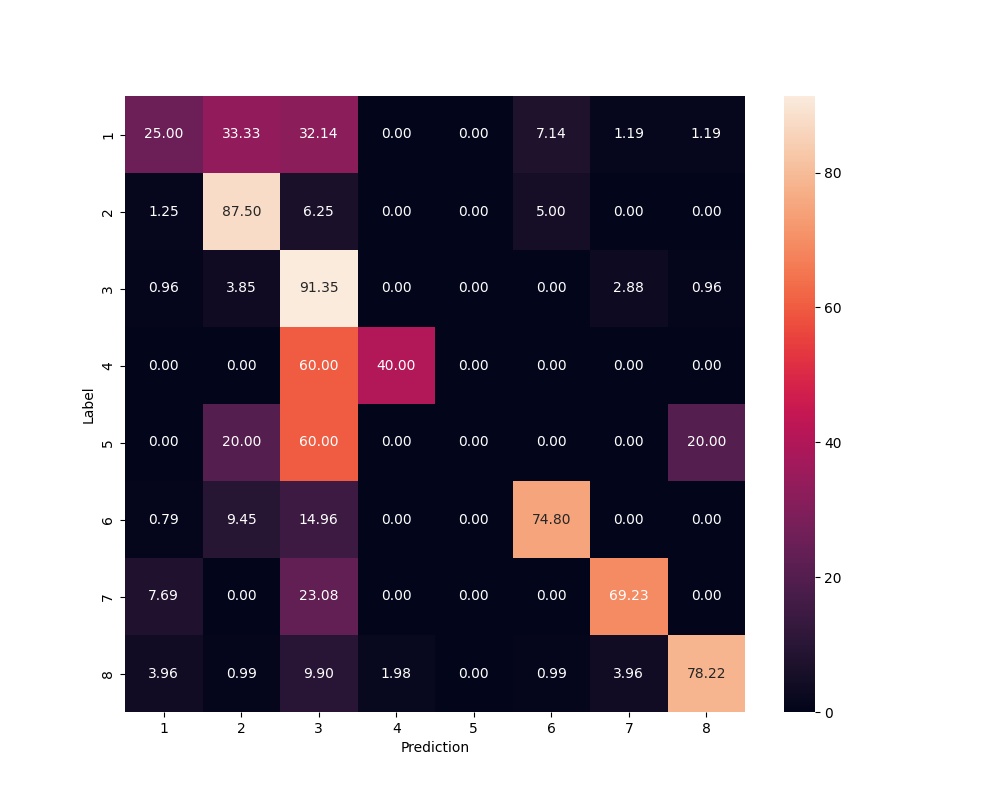 1 25.00 33.33 32.14 0.00 0.00 7.14 1.19 1.19
2 1.25 87.50 6.25 0.00 0.00 5.00 0.00 0.00
3 0.96 3.85 91.35 0.00 0.00 0.00 2.88 0.96
4 0.00 0.00 60.00 40.00 0.00 0.00 0.00 0.00
5 0.00 20.00 60.00 0.00 0.00 0.00 0.00 20.00
6 0.79 9.45 14.96 0.00 0.00 74.80 0.00 0.00
7 7.69 0.00 23.08 0.00 0.00 0.00 69.23 0.00
8 3.96 0.99 9.90 1.98 0.00 0.99 3.96 78.22
1 2 3 4 5 6 7 8
Prediction
Label
80
60
40
20
0